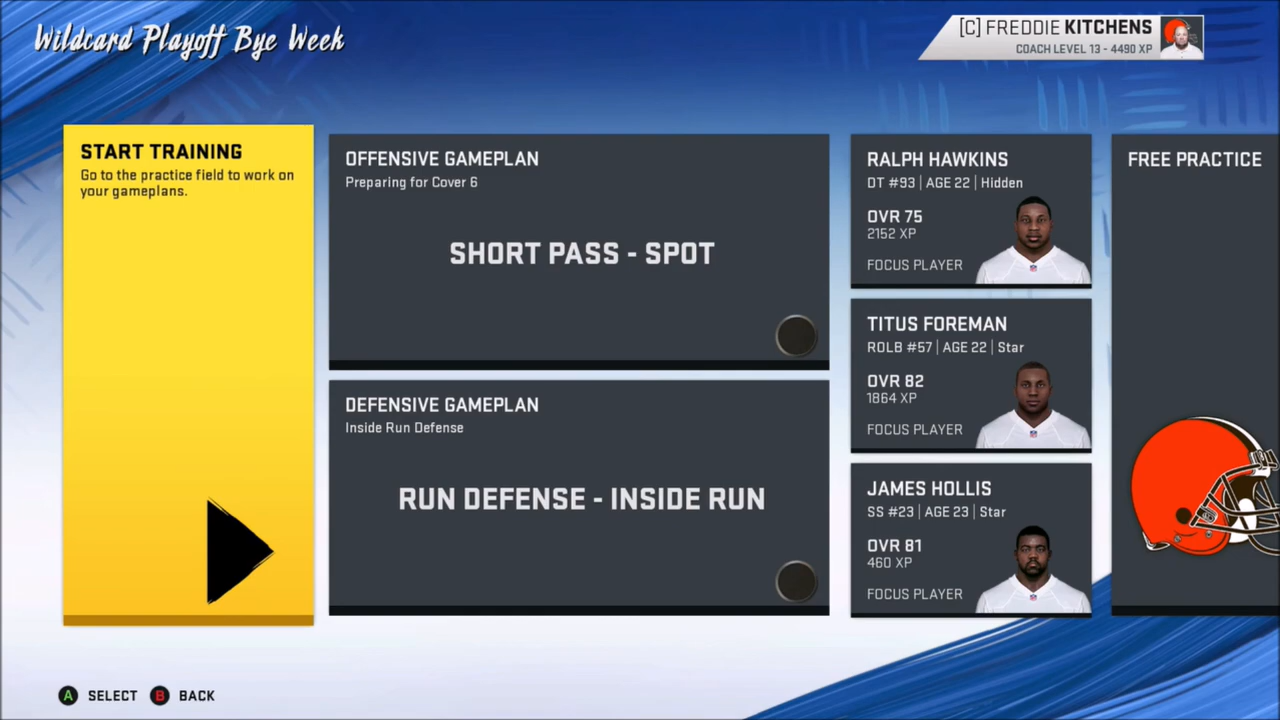 Wildcard Playoff Bye Week
[C] FREDDIE KITCHENS
COACH LEVEL 13 - 4490 XP
START TRAINING
Go to the practice field to work on
your gameplans.
OFFENSIVE GAMEPLAN
Preparing for Cover 6
SHORT PASS - SPOT
DEFENSIVE GAMEPLAN
Inside Run Defense
RUN DEFENSE - INSIDE RUN
RALPH HAWKINS
DT #93 | AGE 22 | Hidden
OVR 75
2152 XP
FOCUS PLAYER
TITUS FOREMAN
ROLB #57 | AGE 22 | Star
OVR 82
1864 XP
FOCUS PLAYER
JAMES HOLLIS
SS #23 | AGE 23 | Star
OVR 81
460 XP
FOCUS PLAYER
FREE PRACTICE
A SELECT B BACK